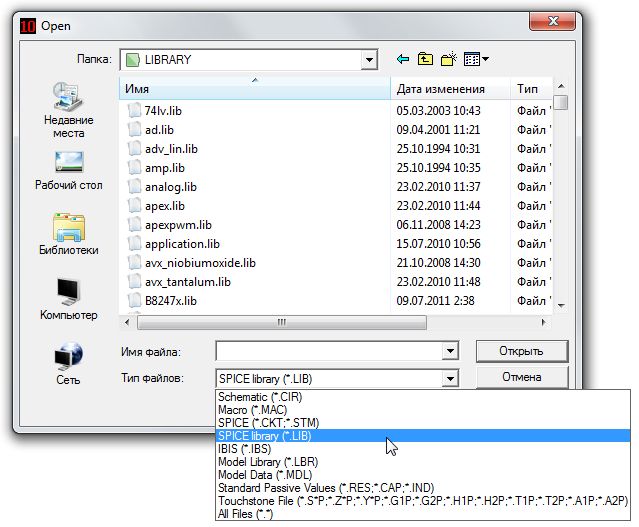 10 Open
Папка: LIBRARY
Имя Дата изменения Тип
74lv.lib 05.03.2003 10:43 Файл "
ad.lib 09.04.2001 11:21 Файл "
adv_lin.lib 25.10.1994 10:31 Файл "
amp.lib 25.10.1994 10:35 Файл "
analog.lib 23.02.2010 11:37 Файл "
apex.lib 23.02.2010 11:44 Файл "
apexpwm.lib 06.11.2008 14:23 Файл "
application.lib 15.07.2010 10:56 Файл "
avx_niobiumoxide.lib 21.10.2008 14:30 Файл "
avx_tantalum.lib 23.02.2010 11:48 Файл "
B8247x.lib 09.07.2011 2:38 Файл "
Недавние места
Рабочий стол
Библиотеки
Компьютер
Сеть
Имя файла: Открыть
Тип файлов: SPICE library (*.LIB) Отмена
Schematic (*.CIR)
Macro (*.MAC)
SPICE (*.CKT;*.STM)
SPICE library (*.LIB)
IBIS (*.IBS)
Model Library (*.LBR)
Model Data (*.MDL)
Standard Passive Values (*.RES;*.CAP;*.IND)
Touchstone File (*.S*P;*.Z*P;*.Y*P;*.G1P;*.G2P;*.H1P;*.H2P;*.T1P;*.T2P;*.A1P;*.A2P)
All Files (*.*)